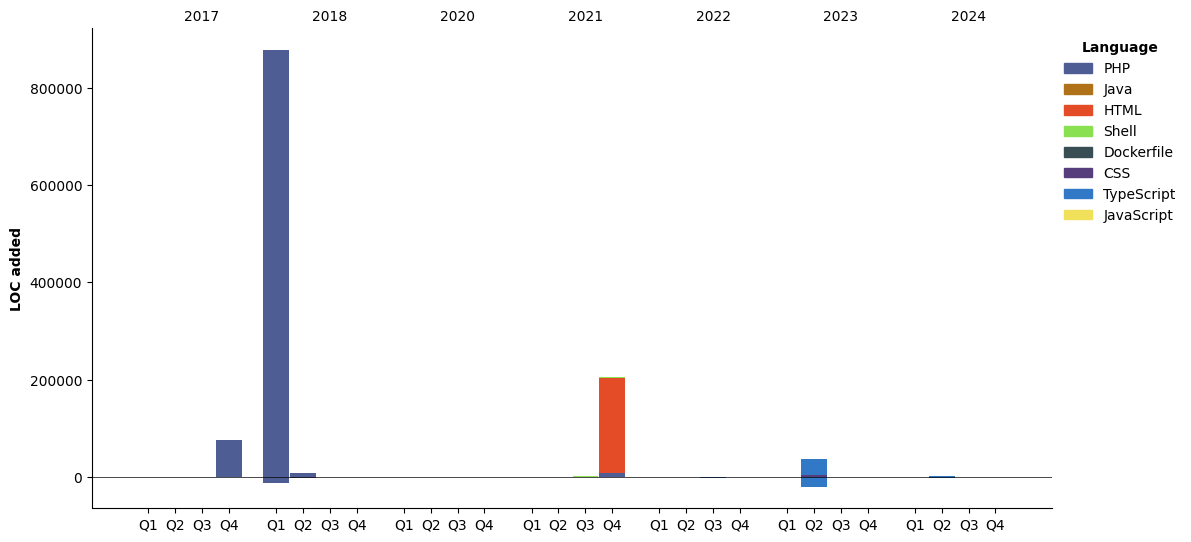 2017 2018 2020 2021 2022 2023 2024
Language
PHP
Java
HTML
Shell
Dockerfile
CSS
TypeScript
JavaScript
LOC added
800000
600000
400000
200000
0
Q1 Q2 Q3 Q4 Q1 Q2 Q3 Q4 Q1 Q2 Q3 Q4 Q1 Q2 Q3 Q4 Q1 Q2 Q3 Q4 Q1 Q2 Q3 Q4 Q1 Q2 Q3 Q4